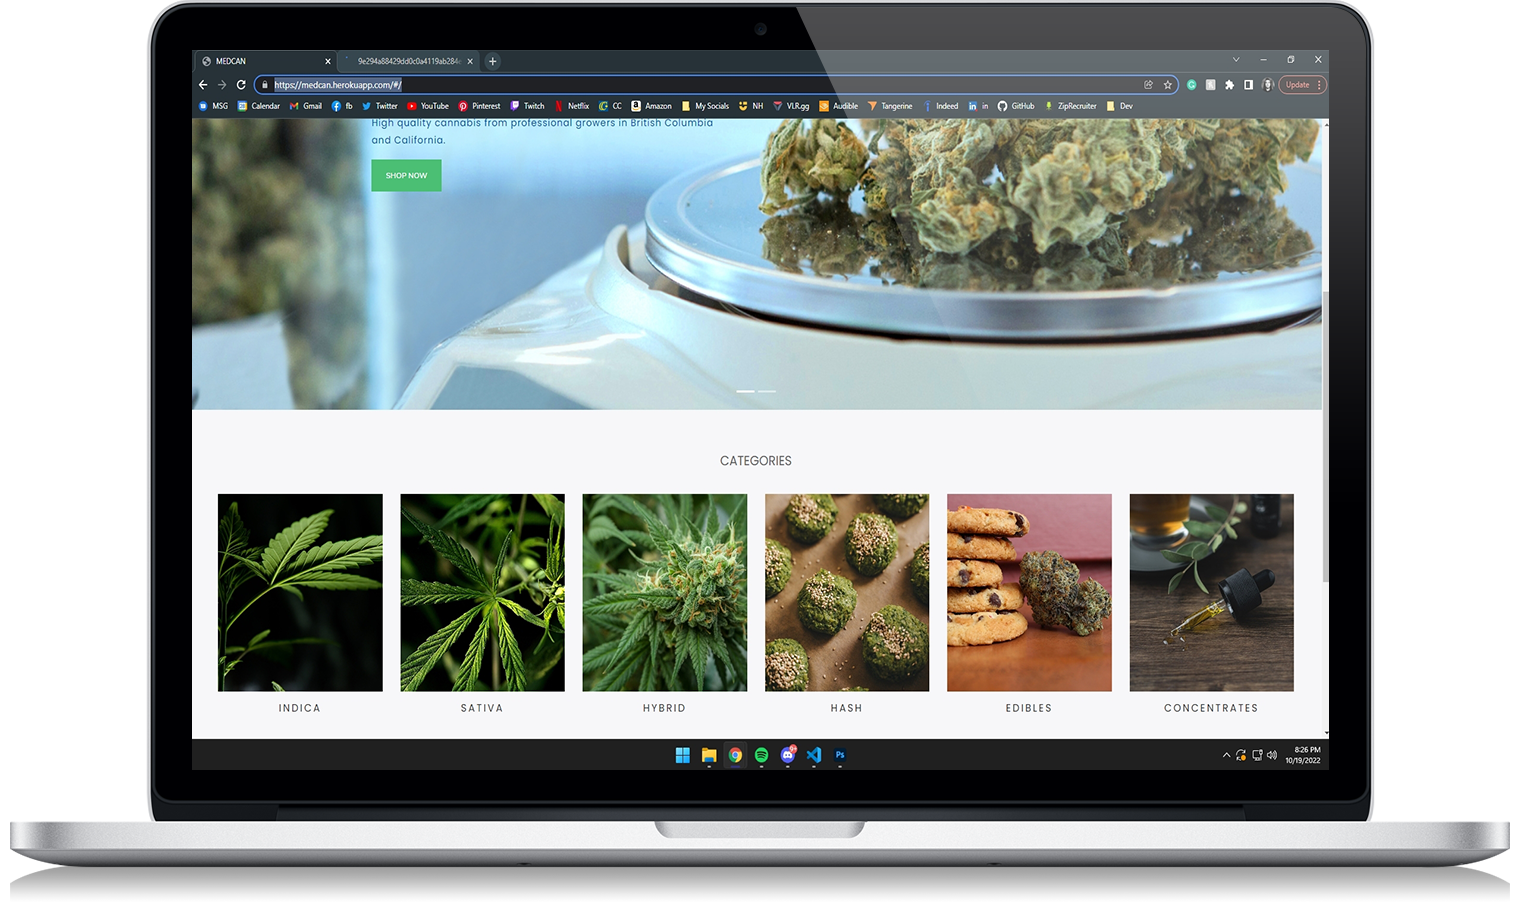 MEDCAN
9e294a88429dd0c0a4119ab284
https://medcan.herokuapp.com/#/
Update
MSG Calendar Gmail fb Twitter YouTube Pinterest Twitch Netflix CC Amazon My Socials NH VLR.gg Audible Tangerine Indeed in GitHub ZipRecruiter Dev
High quality cannabis from professional growers in British Columbia
and California.
SHOP NOW
CATEGORIES
INDICA SATIVA HYBRID HASH EDIBLES CONCENTRATES
Ps
8:26 PM
10/19/2022